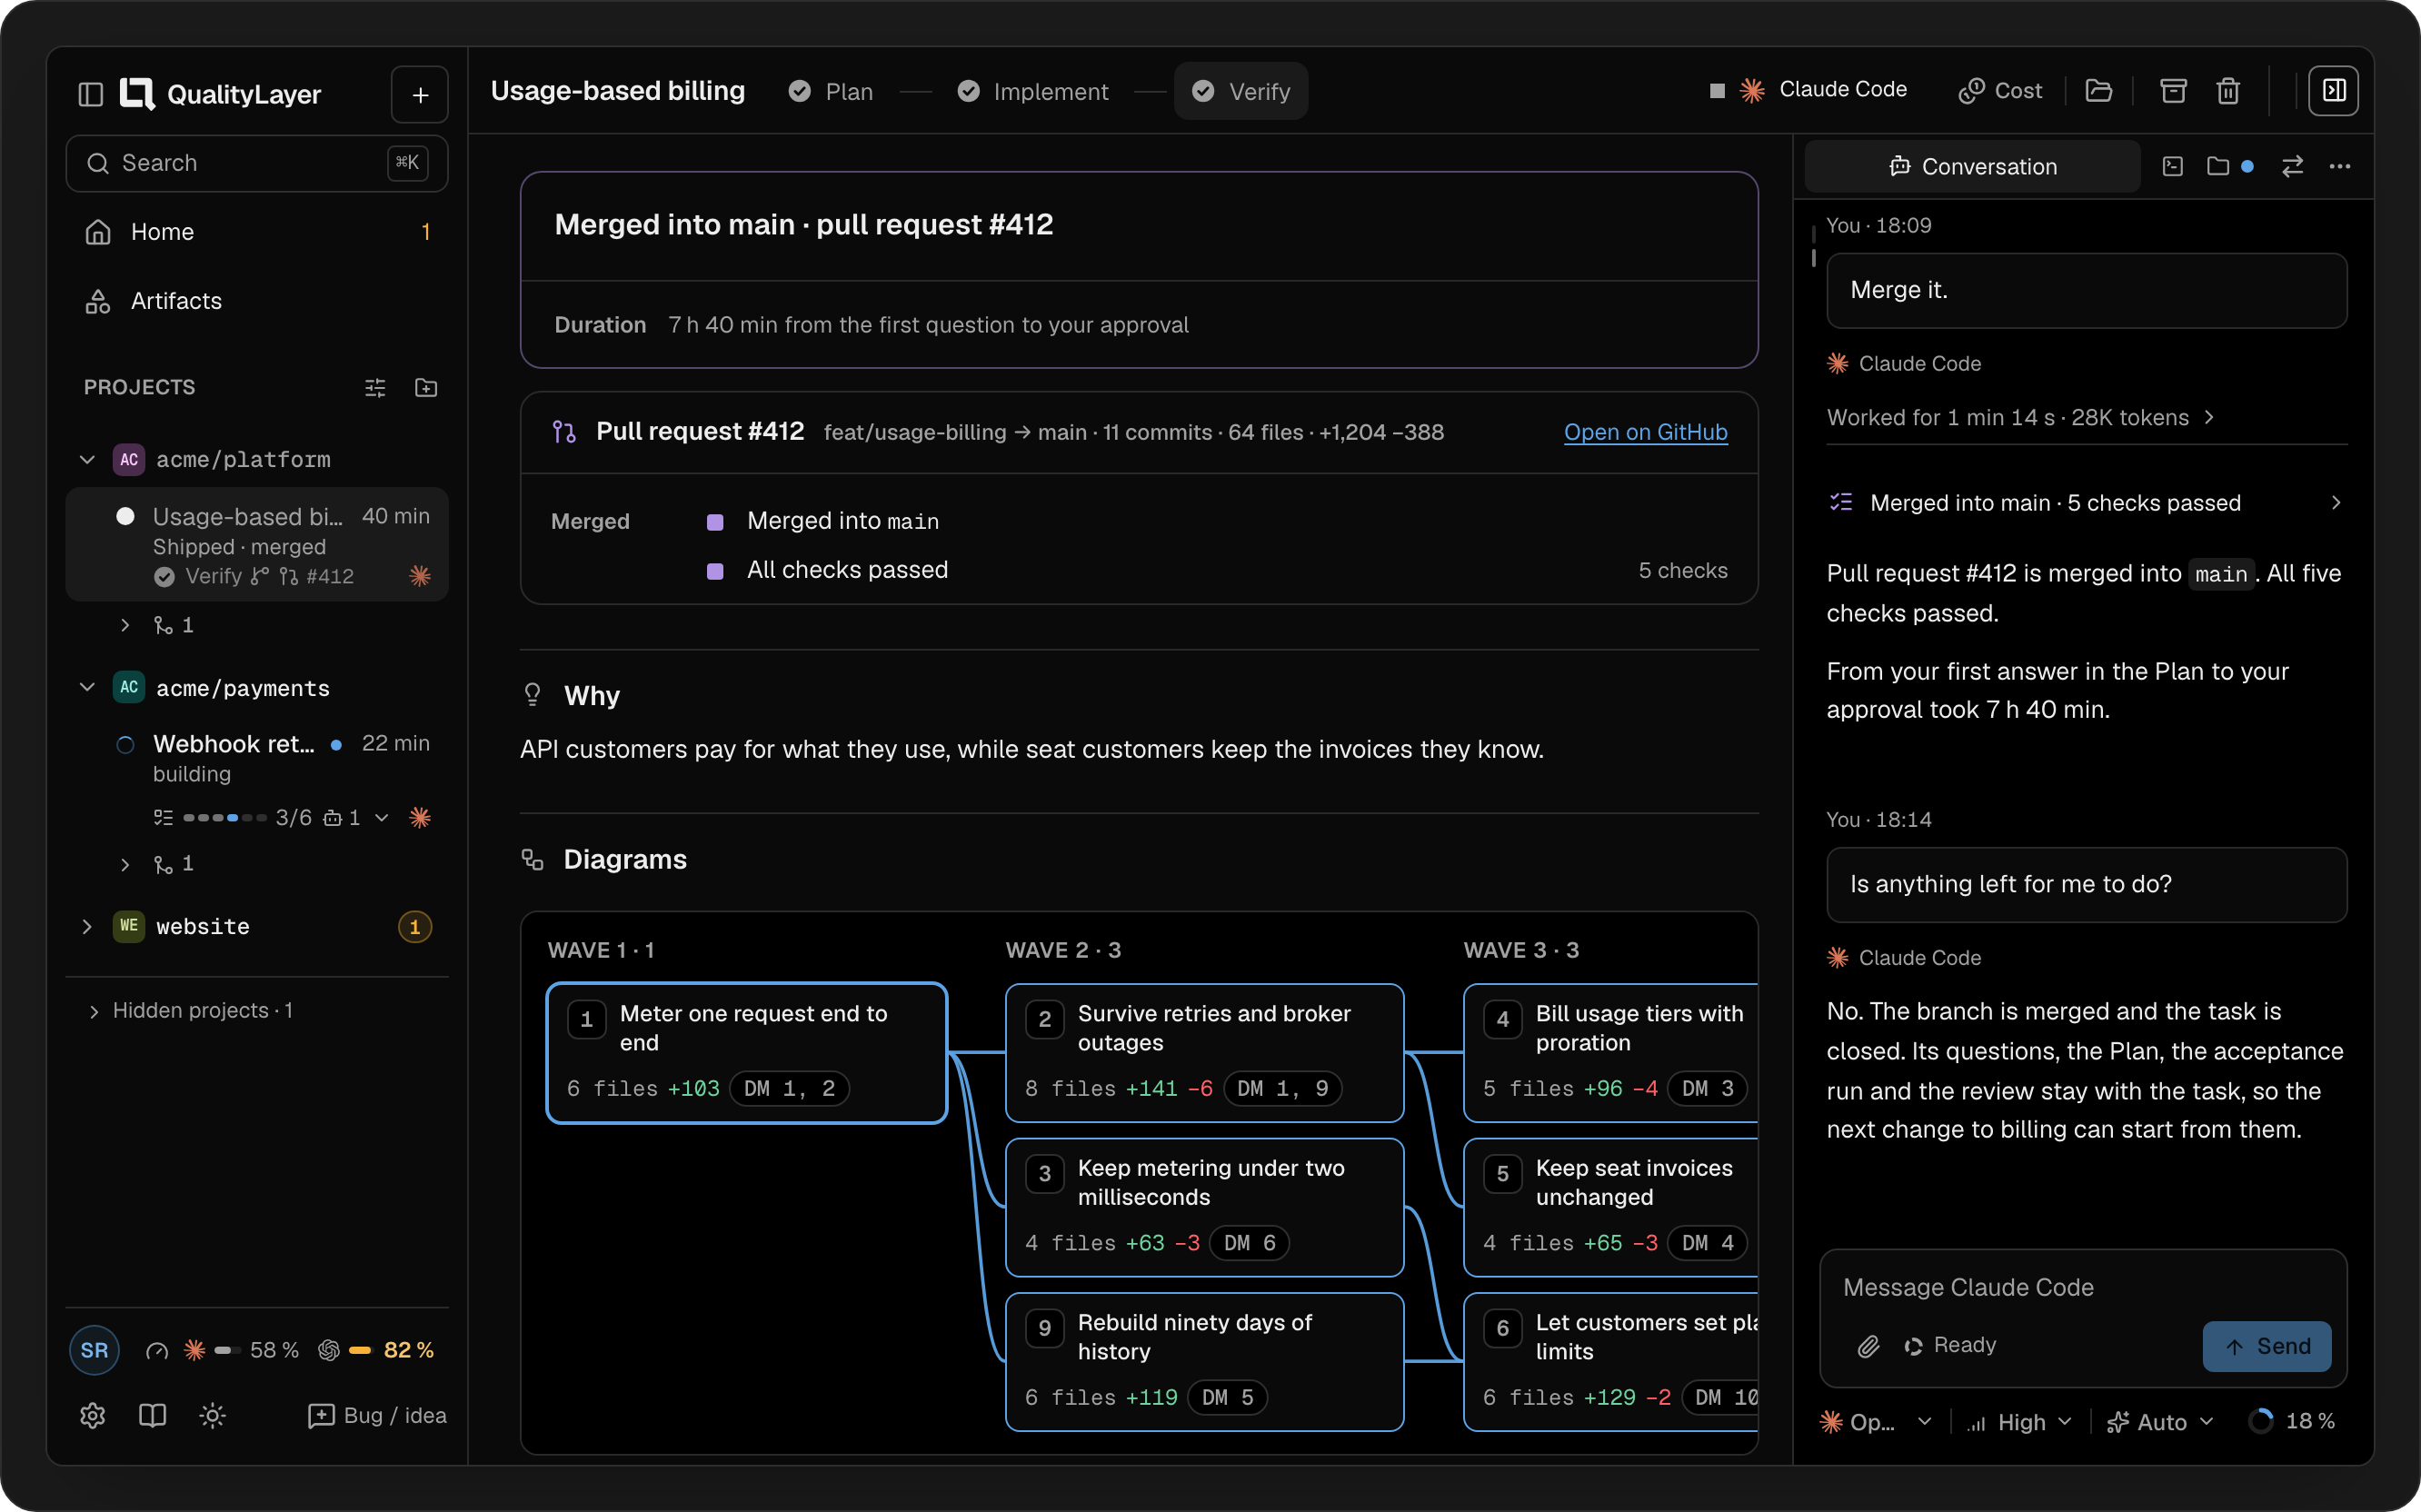 QualityLayer
Search ⌘K
Home 1
Artifacts
PROJECTS
AC acme/platform
Usage-based bi... 40 min
Shipped · merged
Verify #412
1
AC acme/payments
Webhook ret... 22 min
building
3/6 1
1
WE website 1
Hidden projects · 1
SR 58 % 82 %
Bug / idea
Usage-based billing Plan Implement Verify
Claude Code Cost
Merged into main · pull request #412
Duration 7 h 40 min from the first question to your approval
Pull request #412 feat/usage-billing → main · 11 commits · 64 files · +1,204 −388 Open on GitHub
Merged Merged into main
All checks passed 5 checks
Why
API customers pay for what they use, while seat customers keep the invoices they know.
Diagrams
WAVE 1 · 1
1 Meter one request end to
end
6 files +103 DM 1, 2
WAVE 2 · 3
2 Survive retries and broker
outages
8 files +141 −6 DM 1, 9
3 Keep metering under two
milliseconds
4 files +63 −3 DM 6
9 Rebuild ninety days of
history
6 files +119 DM 5
WAVE 3 · 3
4 Bill usage tiers with
proration
5 files +96 −4 DM 3
5 Keep seat invoices
unchanged
4 files +65 −3 DM 4
6 Let customers set
limits
6 files +129 −2 DM 10
Conversation
You · 18:09
Merge it.
Claude Code
Worked for 1 min 14 s · 28K tokens
Merged into main · 5 checks passed
Pull request #412 is merged into main. All five
checks passed.
From your first answer in the Plan to your
approval took 7 h 40 min.
You · 18:14
Is anything left for me to do?
Claude Code
No. The branch is merged and the task is
closed. Its questions, the Plan, the acceptance
run and the review stay with the task, so the
next change to billing can start from them.
Message Claude Code
Ready Send
Op... High Auto 18 %